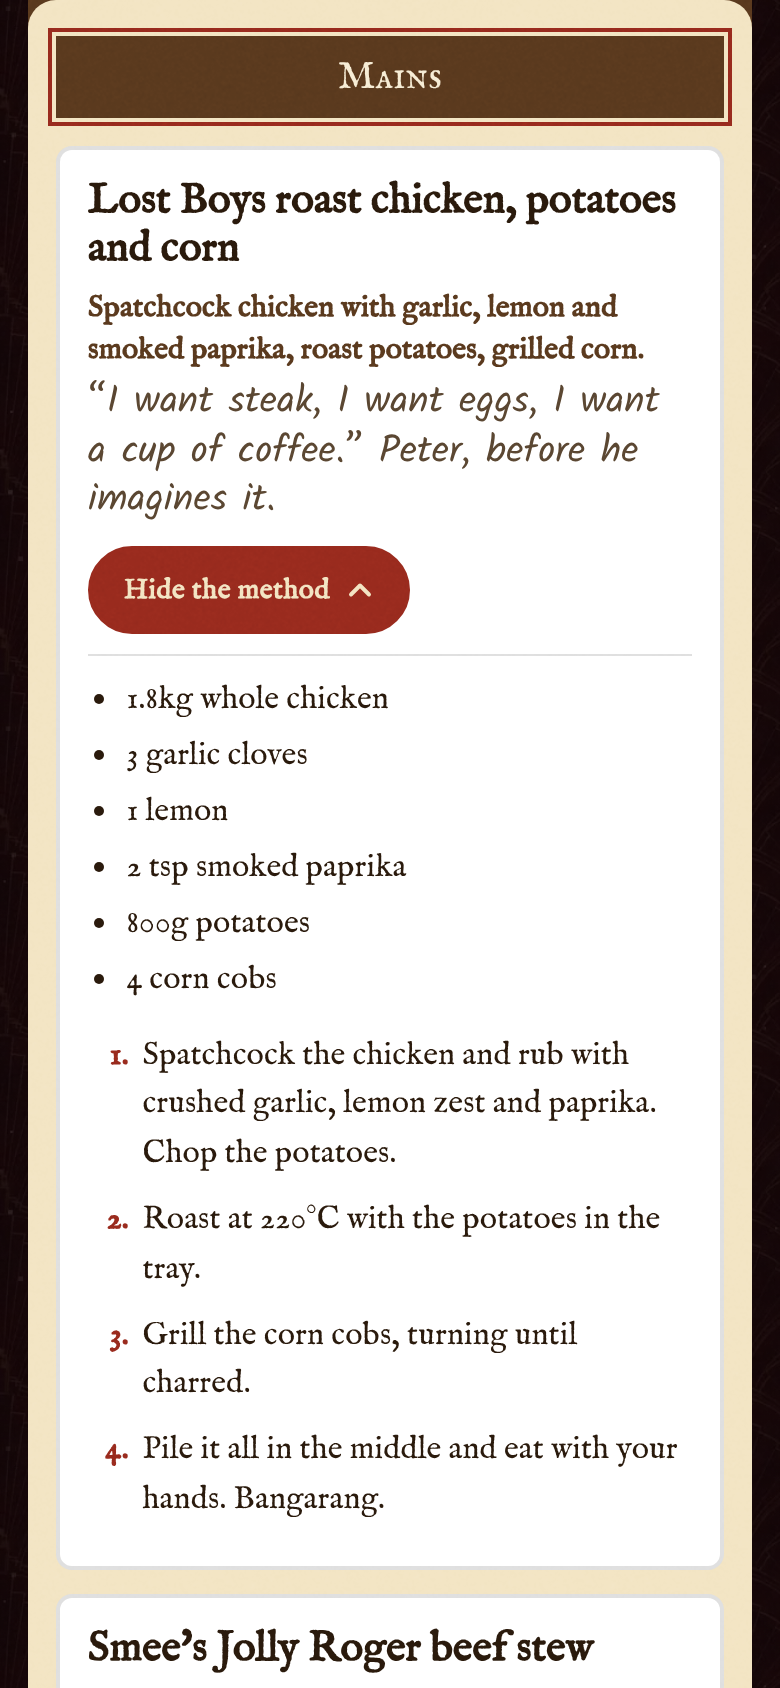 Mains
Lost Boys roast chicken, potatoes
and corn
Spatchcock chicken with garlic, lemon and
smoked paprika, roast potatoes, grilled corn.
“I want steak, I want eggs, I want
a cup of coffee.” Peter, before he
imagines it.
Hide the method
• 1.8kg whole chicken
• 3 garlic cloves
• 1 lemon
• 2 tsp smoked paprika
• 800g potatoes
• 4 corn cobs
1. Spatchcock the chicken and rub with
crushed garlic, lemon zest and paprika.
Chop the potatoes.
2. Roast at 220°C with the potatoes in the
tray.
3. Grill the corn cobs, turning until
charred.
4. Pile it all in the middle and eat with your
hands. Bangarang.
Smee’s Jolly Roger beef stew